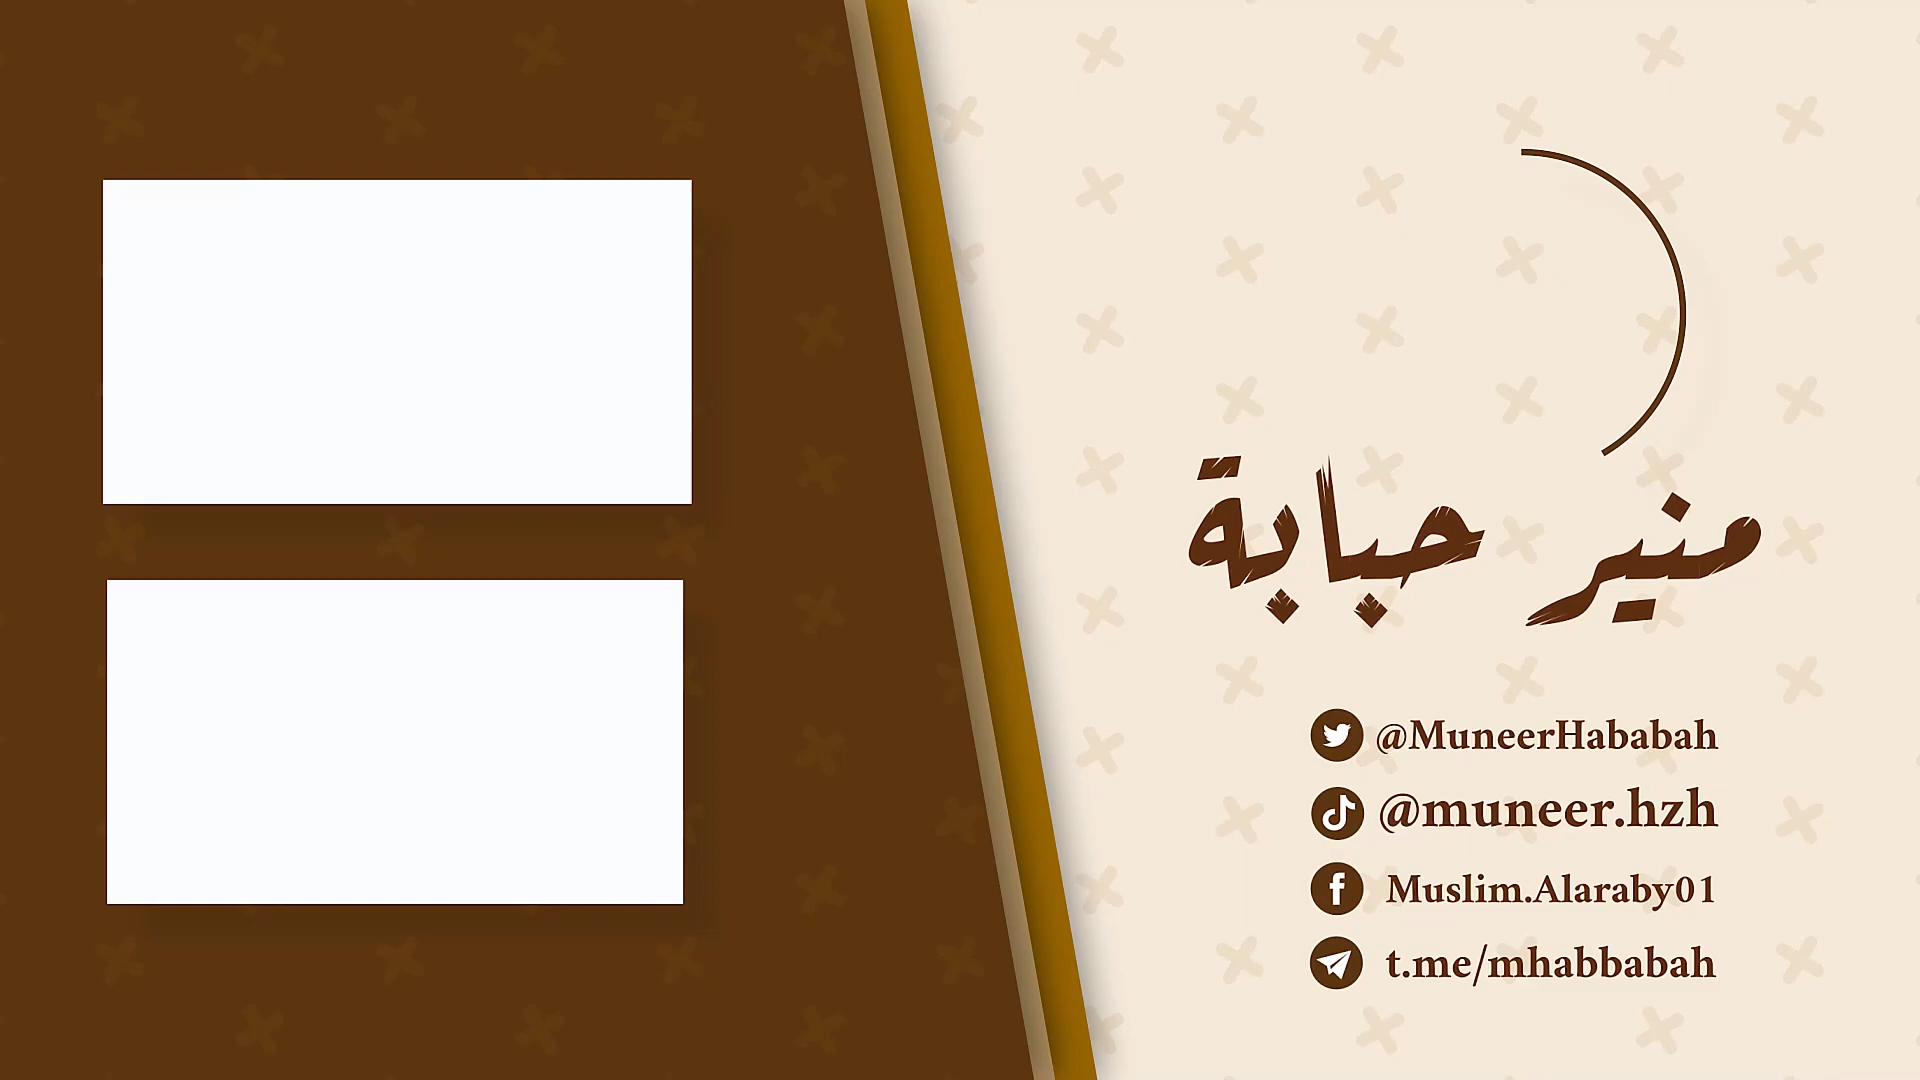 منير حبابة
@MuneerHababah
@muneer.hzh
Muslim.Alaraby01
t.me/mhabbabah